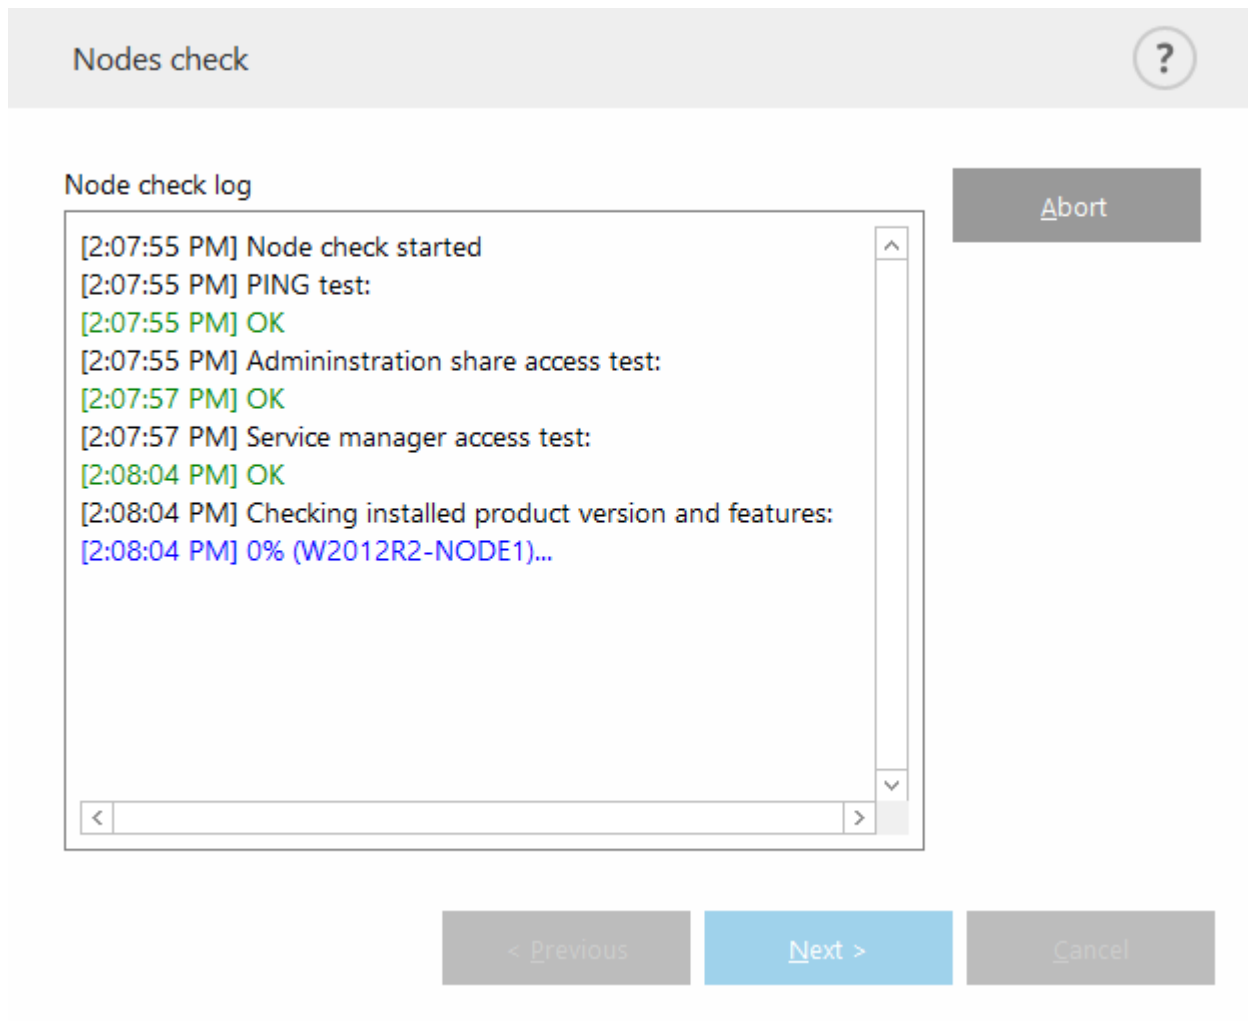 Nodes check
?
Node check log
Abort
[2:07:55 PM] Node check started
[2:07:55 PM] PING test:
[2:07:55 PM] OK
[2:07:55 PM] Admininstration share access test:
[2:07:57 PM] OK
[2:07:57 PM] Service manager access test:
[2:08:04 PM] OK
[2:08:04 PM] Checking installed product version and features:
[2:08:04 PM] 0% (W2012R2-NODE1)...
< Previous
Next >
Cancel